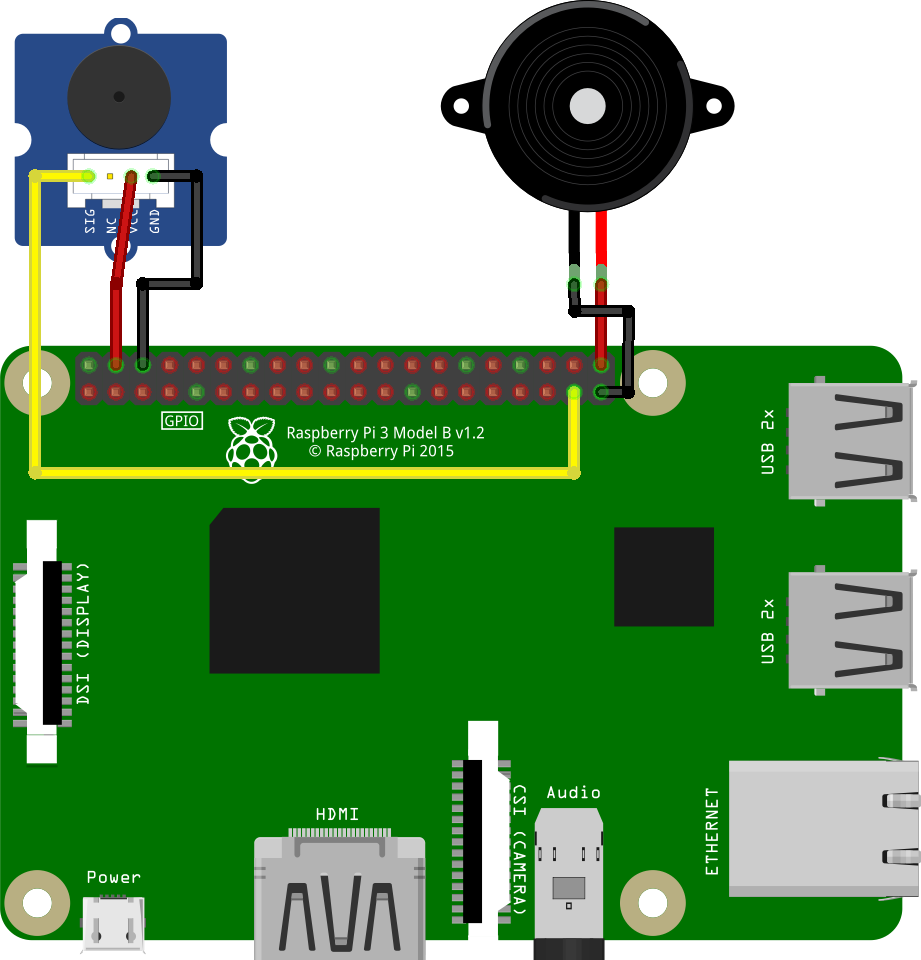 SIG
NC
VCC
GND
GPIO
Raspberry Pi 3 Model B v1.2
© Raspberry Pi 2015
USB 2x
DSI (DISPLAY)
USB 2x
CSI (CAMERA)
Audio
ETHERNET
HDMI
Power